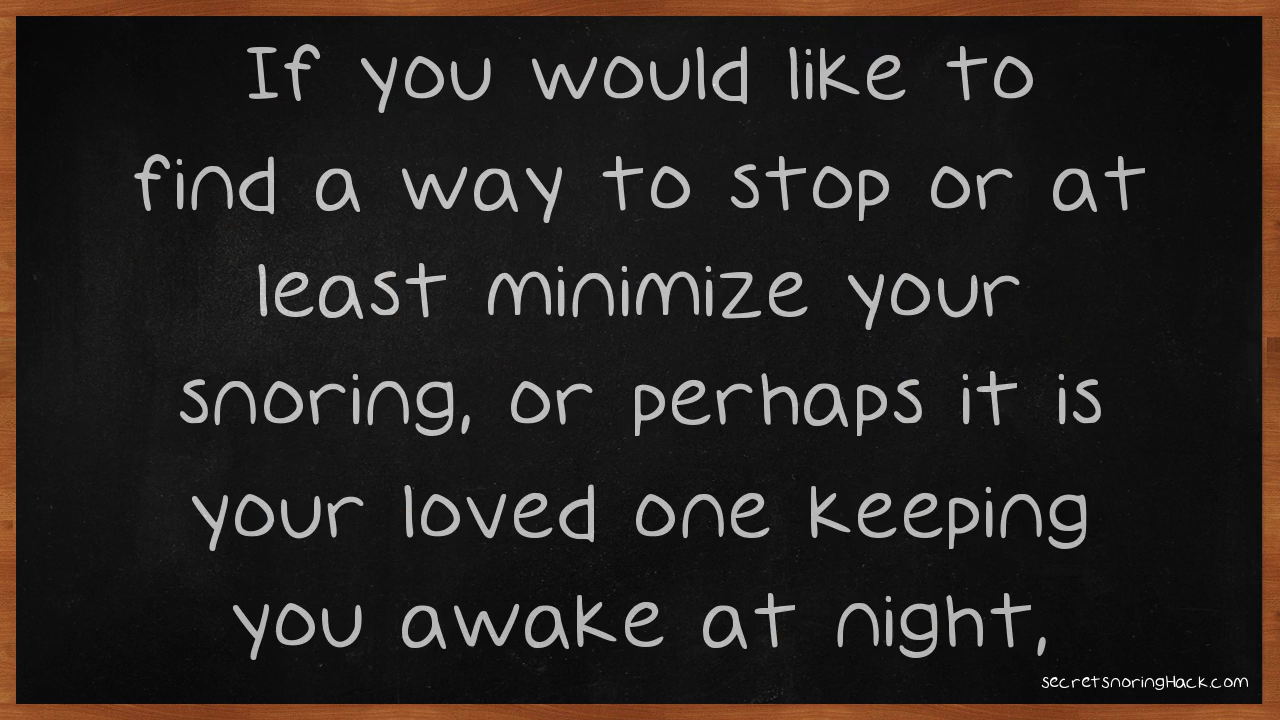 If you would like to
find a way to stop or at
least minimize your
snoring, or perhaps it is
your loved one keeping
you awake at night,
secretsnoringHack.com